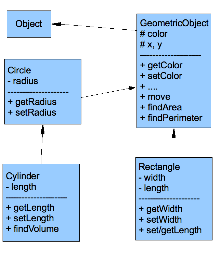 Object
GeometricObject
# color
# x, y
--------------------
+ getColor
+ setColor
+ ....
+ move
+ findArea
+ findPerimeter
Circle
- radius
--------------------
+ getRadius
+ setRadius
Cylinder
- length
--------------------
+ getLength
+ setLength
+ findVolume
Rectangle
- width
- length
--------------------
+ getWidth
+ setWidth
+ set/getLength